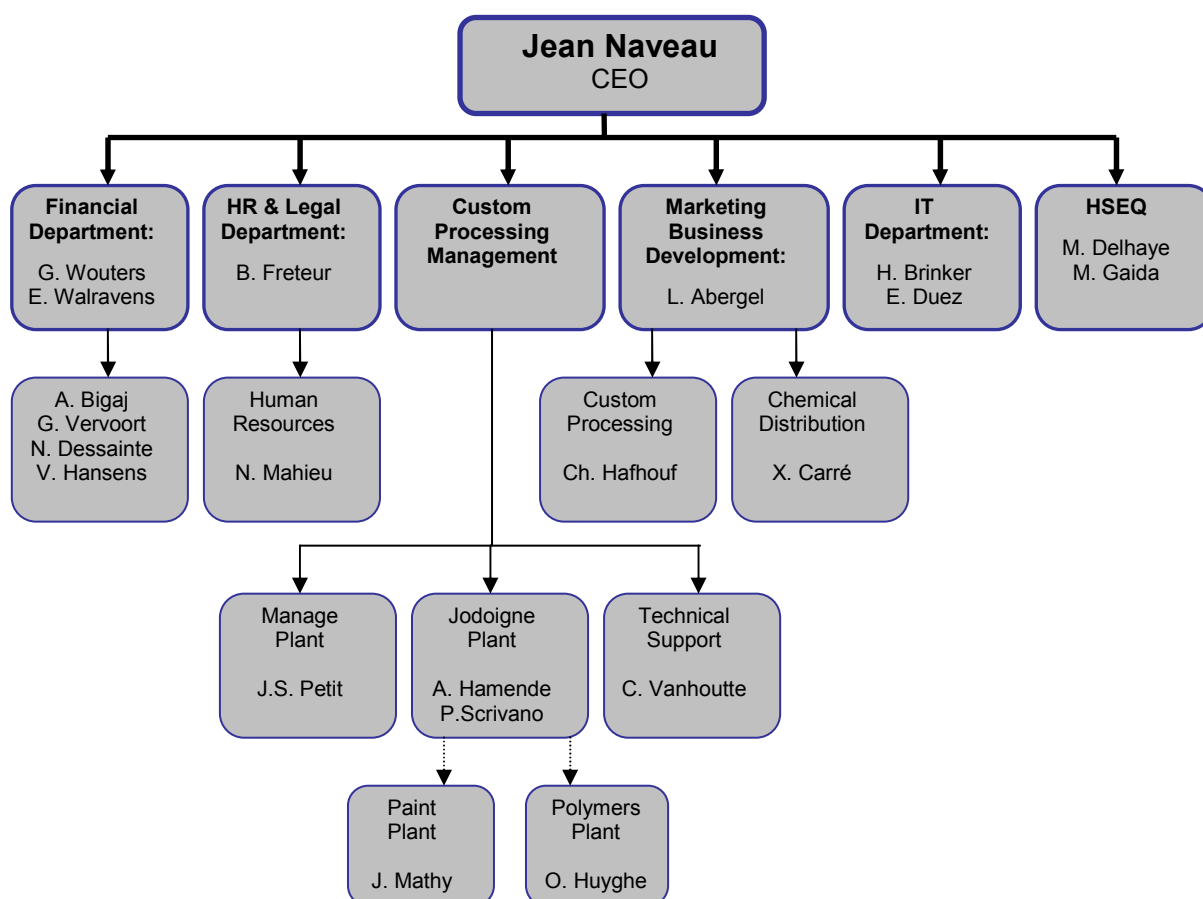 Jean Naveau
CEO
Financial
Department:
G. Wouters
E. Walravens
HR & Legal
Department:
B. Freteur
Custom
Processing
Management
Marketing
Business
Development:
L. Abergel
IT
Department:
H. Brinker
E. Duez
HSEQ
M. Delhaye
M. Gaida
A. Bigaj
G. Vervoort
N. Dessainte
V. Hansens
Human
Resources
N. Mahieu
Custom
Processing
Ch. Hafhouf
Chemical
Distribution
X. Carré
Manage
Plant
J.S. Petit
Jodoigne
Plant
A. Hamende
P.Scrivano
Technical
Support
C. Vanhoutte
Paint
Plant
J. Mathy
Polymers
Plant
O. Huyghe